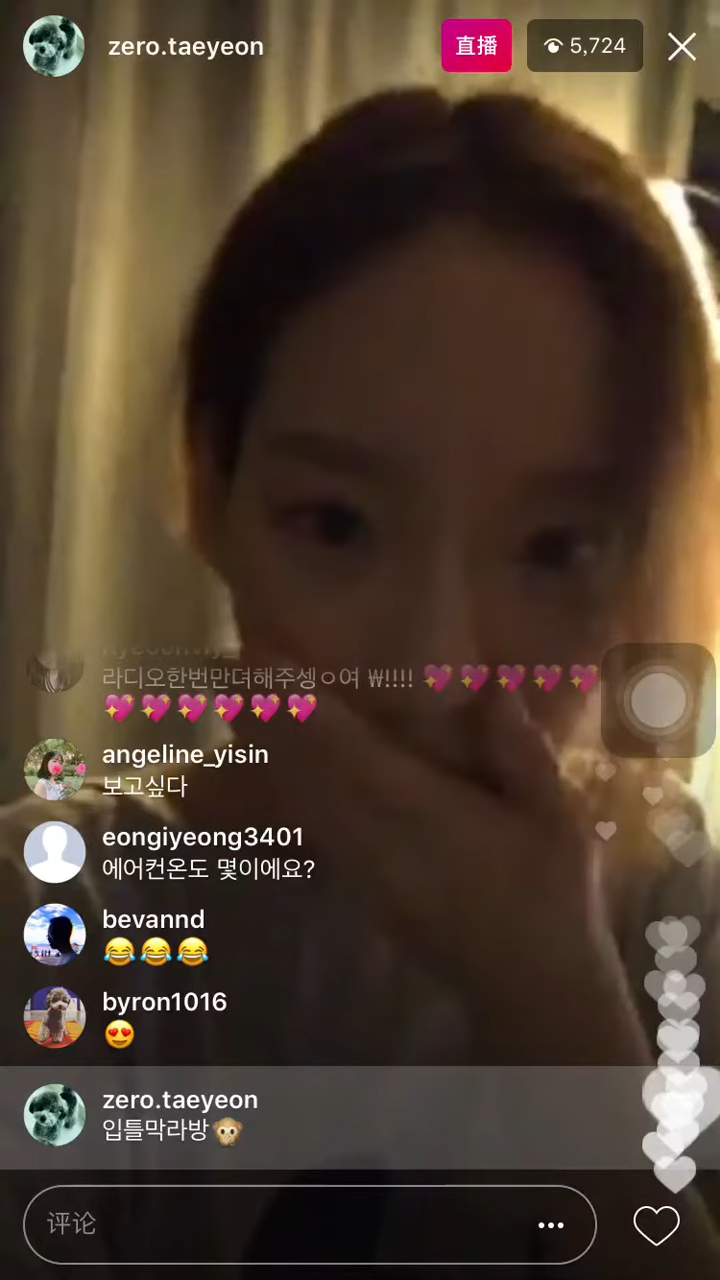 zero.taeyeon
直播
5,724
라디오한번만뎌해주셍ㅇ여 ₩!!!! 💖💖💖💖💖
💖💖💖💖💖💖
angeline_yisin
보고싶다
eongiyeong3401
에어컨온도 몇이에요?
bevannd
😂😂😂
byron1016
😍
zero.taeyeon
입틀막라방🙊
评论